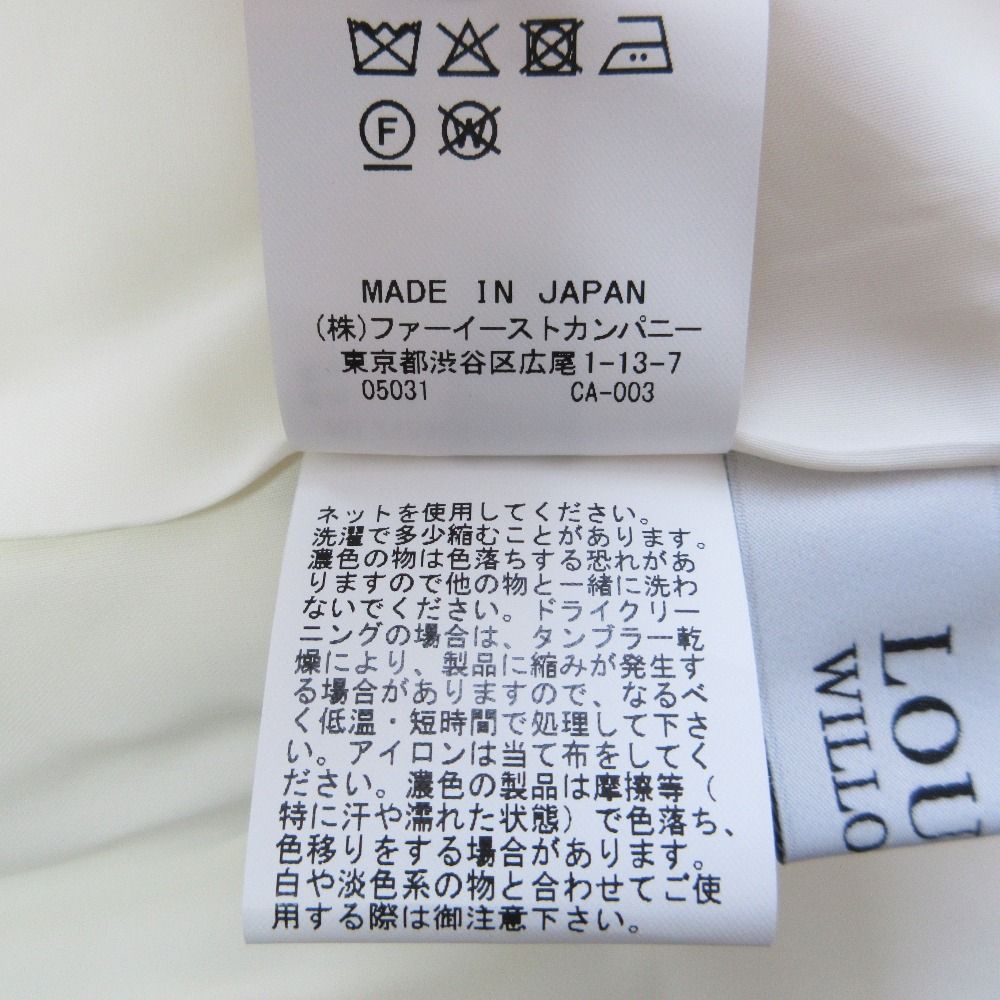 F
W
MADE IN JAPAN
(株)ファーイーストカンパニー
東京都渋谷区広尾1-13-7
05031 CA-003
ネットを使用してください。
洗濯で多少縮むことがあります。
濃色の物は色落ちする恐れがあ
りますので他の物と一緒に洗わ
ないでください。ドライクリー
ニングの場合は、タンブラー乾
燥により、製品に縮みが発生す
る場合がありますので、なるべ
く低温・短時間で処理して下さ
い。アイロンは当て布をしてく
ださい。濃色の製品は摩擦等（
特に汗や濡れた状態）で色落ち、
色移りをする場合があります。
白や淡色系の物と合わせてご使
用する際は御注意下さい。
LOU
WILLO